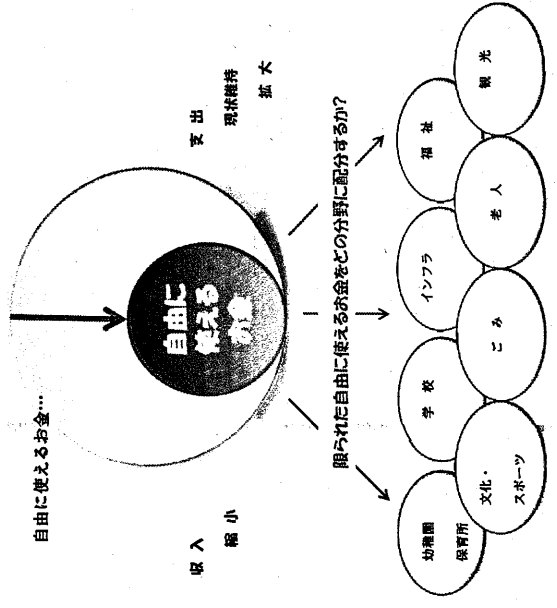 自由に使えるお金…
収入
縮小
支出
現状維持
拡大
自由に
使える
お金
限られた自由に使えるお金をどの分野に配分するか?
幼稚園
保育所
学校
インフラ
福祉
文化・
スポーツ
ごみ
老人
観光